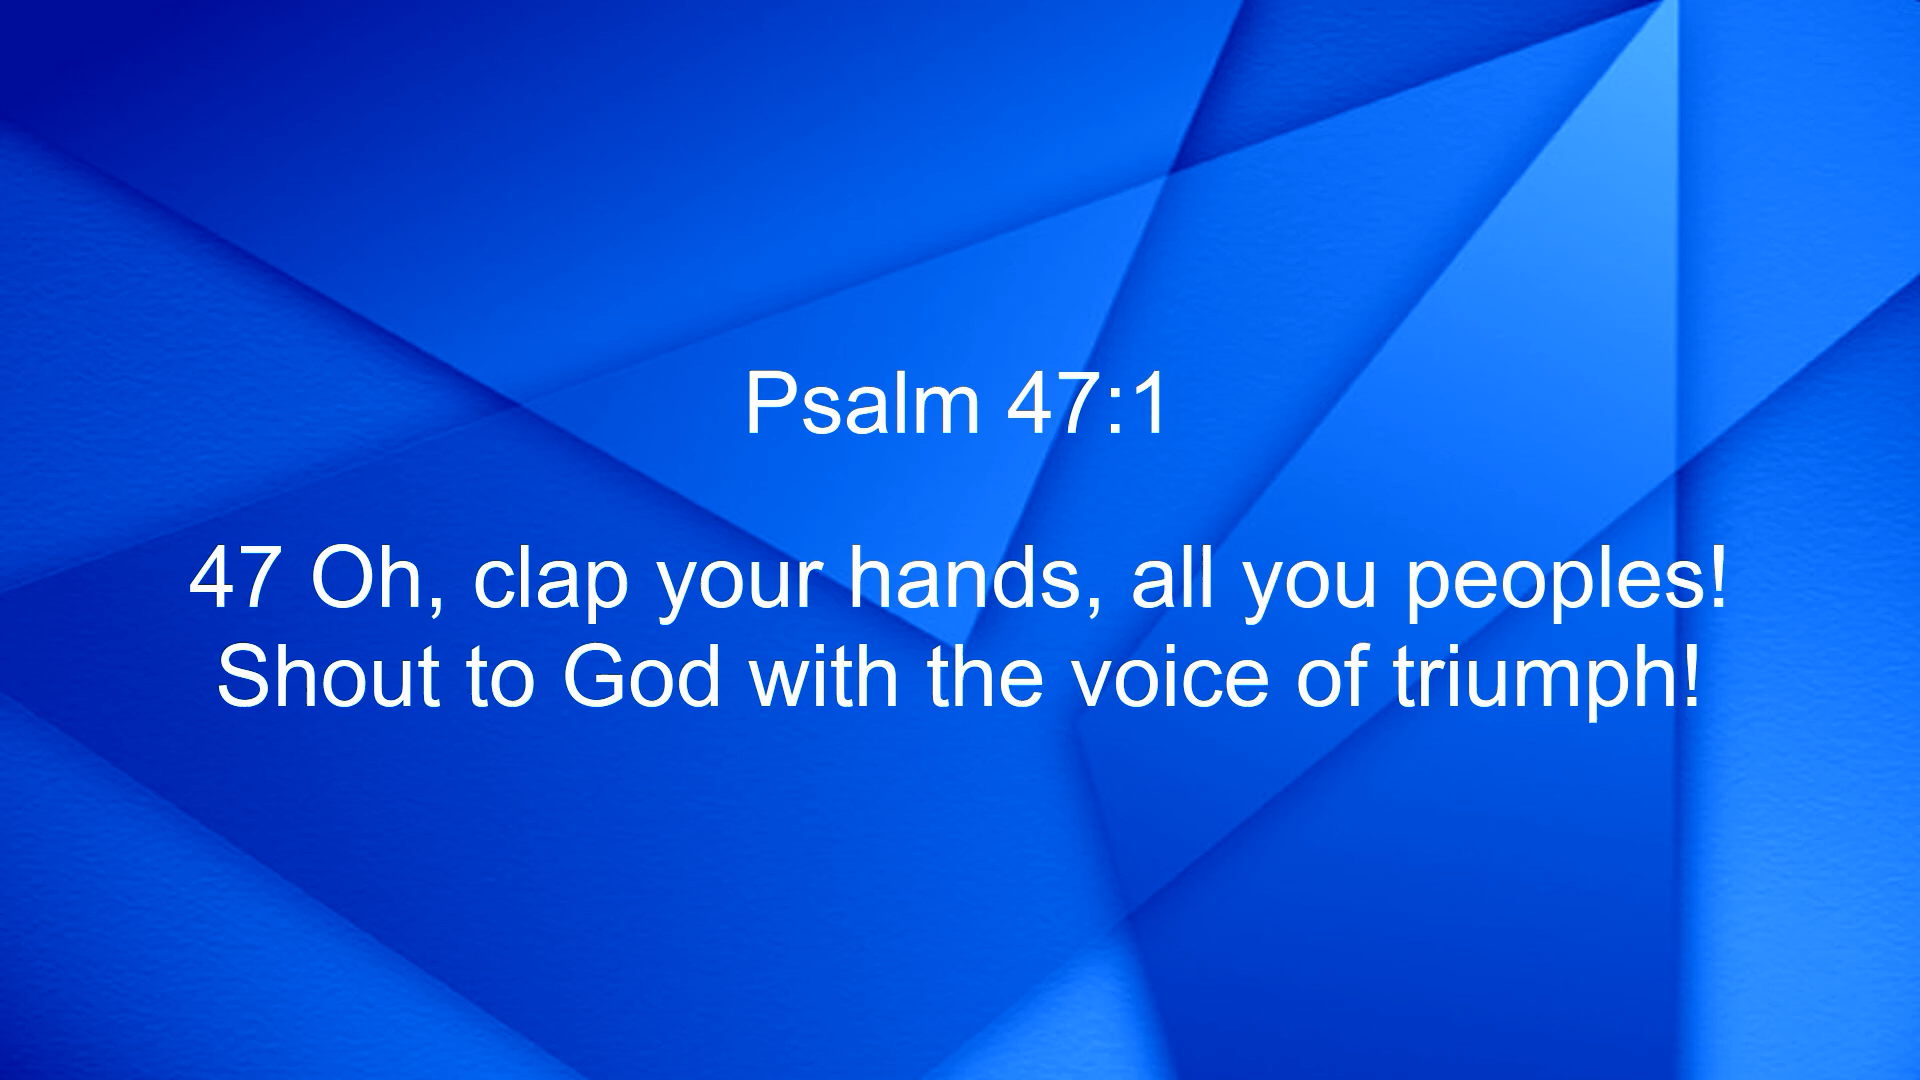 Psalm 47:1
47 Oh, clap your hands, all you peoples!
Shout to God with the voice of triumph!